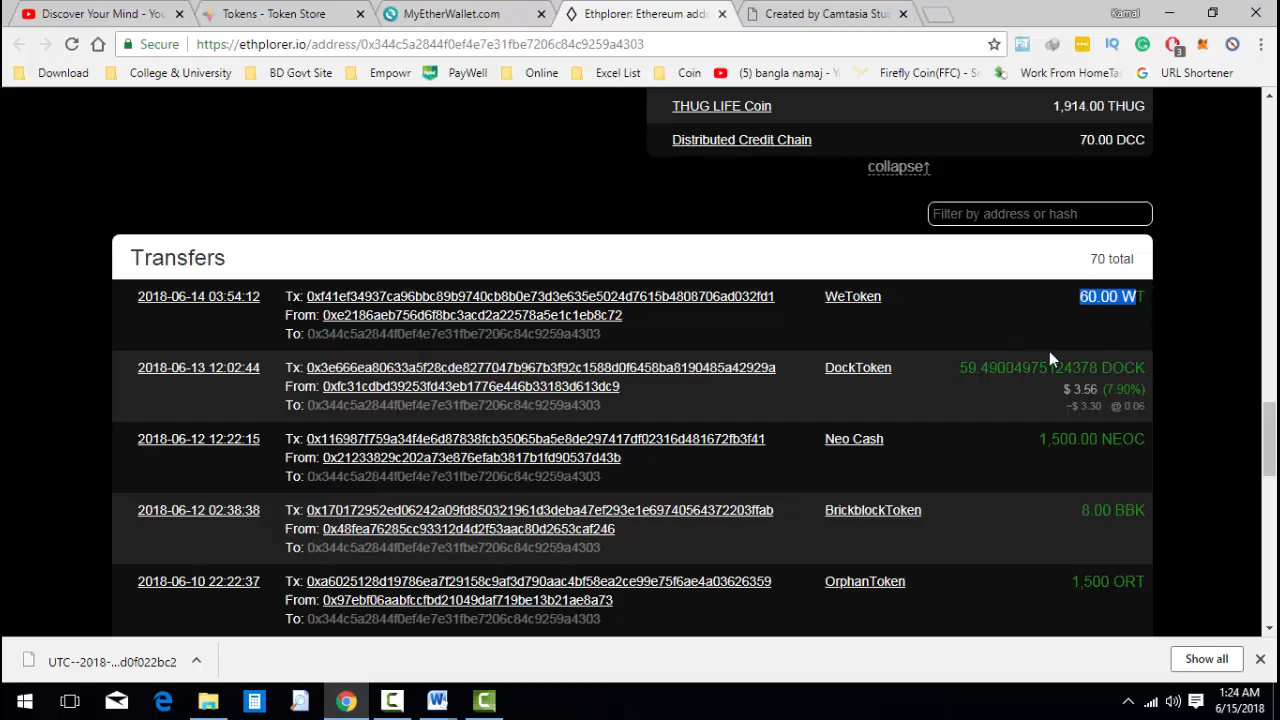 Discover Your Mind - You
Tokens - Token Store
MyEtherWallet.com
Ethplorer: Ethereum addr
Created by Camtasia Stud
Kamal
Secure
https://ethplorer.io/address/0x344c5a2844f0ef4e7e31fbe7206c84c9259a4303
3
Download
College & University
BD Govt Site
Empowr
PayWell
Online
Excel List
Coin
(5) bangla namaj - Y
Firefly Coin(FFC) - S
Work From HomeTas
URL Shortener
THUG LIFE Coin 1,914.00 THUG
Distributed Credit Chain 70.00 DCC
collapse↑
Filter by address or hash
Transfers 70 total
2018-06-14 03:54:12 Tx: 0xf41ef34937ca96bbc89b9740cb8b0e73d3e635e5024d7615b4808706ad032fd1 WeToken 60.00 WT
From: 0xe2186aeb756d6f8bc3acd2a22578a5e1c1eb8c72
To: 0x344c5a2844f0ef4e7e31fbe7206c84c9259a4303
2018-06-13 12:02:44 Tx: 0x3e663ea80633a5f28cde8277047b967b3f92c1588d0f6458ba8190485a42929a DockToken 59.49004975124378 DOCK
From: 0xfc31cdbd39253fd43eb1776e446b33183d613dc9 $ 3.56 (7.90%)
To: 0x344c5a2844f0ef4e7e31fbe7206c84c9259a4303 ~$ 3.30 @ 0.06
2018-06-12 12:22:15 Tx: 0x116987f759a34f4e6d87838fcb35065ba5e8de297417df02316d481672fb3f41 Neo Cash 1,500.00 NEOC
From: 0x21233829c202a73e876efab3817b1fd90537d43b
To: 0x344c5a2844f0ef4e7e31fbe7206c84c9259a4303
2018-06-12 02:38:38 Tx: 0x170172952ed06242a09fd850321961d3deba47ef293e1e69740564372203ffab BrickblockToken 8.00 BBK
From: 0x48fea76285cc93312d4d2f53aac80d2653caf246
To: 0x344c5a2844f0ef4e7e31fbe7206c84c9259a4303
2018-06-10 22:22:37 Tx: 0xa6025128d19786ea7f29158c9af3d790aac4bf58ea2ce99e75f6ae4a03626359 OrphanToken 1,500 ORT
From: 0x97ebf06aabfccfbd21049daf719be13b21ae8a73
To: 0x344c5a2844f0ef4e7e31fbe7206c84c9259a4303
UTC--2018-...d0f022bc2
Show all
1:24 AM
6/15/2018